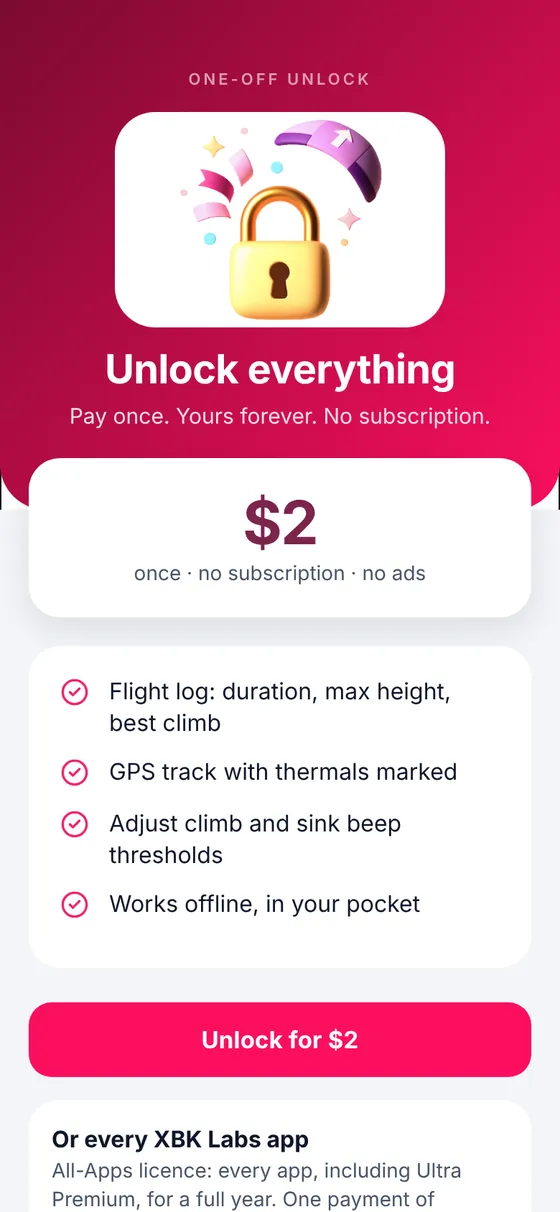 ONE-OFF UNLOCK
Unlock everything
Pay once. Yours forever. No subscription.
$2
once · no subscription · no ads
Flight log: duration, max height,
best climb
GPS track with thermals marked
Adjust climb and sink beep
thresholds
Works offline, in your pocket
Unlock for $2
Or every XBK Labs app
All-Apps licence: every app, including Ultra
Premium, for a full year. One payment of